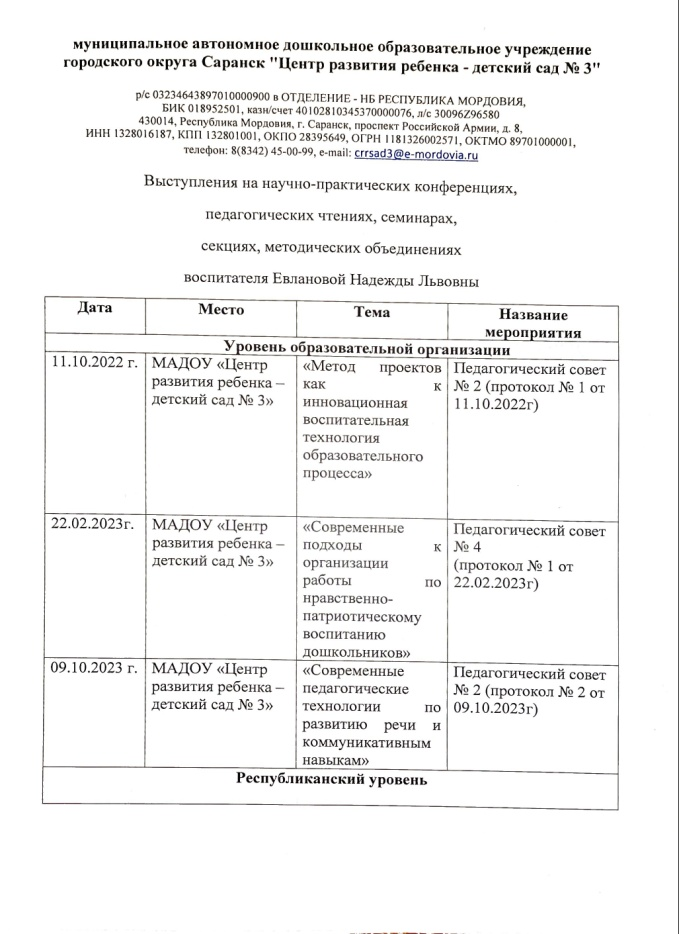 муниципальное автономное дошкольное образовательное учреждение
городского округа Саранск "Центр развития ребенка - детский сад № 3"
р/с 03234643897010000900 в ОТДЕЛЕНИЕ - НБ РЕСПУБЛИКА МОРДОВИЯ,
БИК 018952501, казн/счет 40102810345370000076, л/с 30096Z96580
430014, Республика Мордовия, г. Саранск, проспект Российской Армии, д. 8,
ИНН 1328016187, КПП 132801001, ОКПО 28395649, ОГРН 1181326002571, ОКТМО 89701000001,
телефон: 8(8342) 45-00-99, e-mail: crrsad3@e-mordovia.ru
Выступления на научно-практических конференциях,
педагогических чтениях, семинарах,
секциях, методических объединениях
воспитателя Евлановой Надежды Львовны
Дата Место Тема Название
мероприятия
Уровень образовательной организации
11.10.2022 г. МАДОУ «Центр «Метод проектов Педагогический совет
развития ребенка – как к № 2 (протокол № 1 от
детский сад № 3» инновационная 11.10.2022г)
воспитательная
технология
образовательного
процесса»
22.02.2023г. МАДОУ «Центр «Современные Педагогический совет
развития ребенка – подходы к № 4
детский сад № 3» организации (протокол № 1 от
работы по 22.02.2023г)
нравственно-
патриотическому
воспитанию
дошкольников»
09.10.2023 г. МАДОУ «Центр «Современные Педагогический совет
развития ребенка – педагогические № 2 (протокол № 2 от
детский сад № 3» технологии по 09.10.2023г)
развитию речи и
коммуникативным
навыкам»
Республиканский уровень